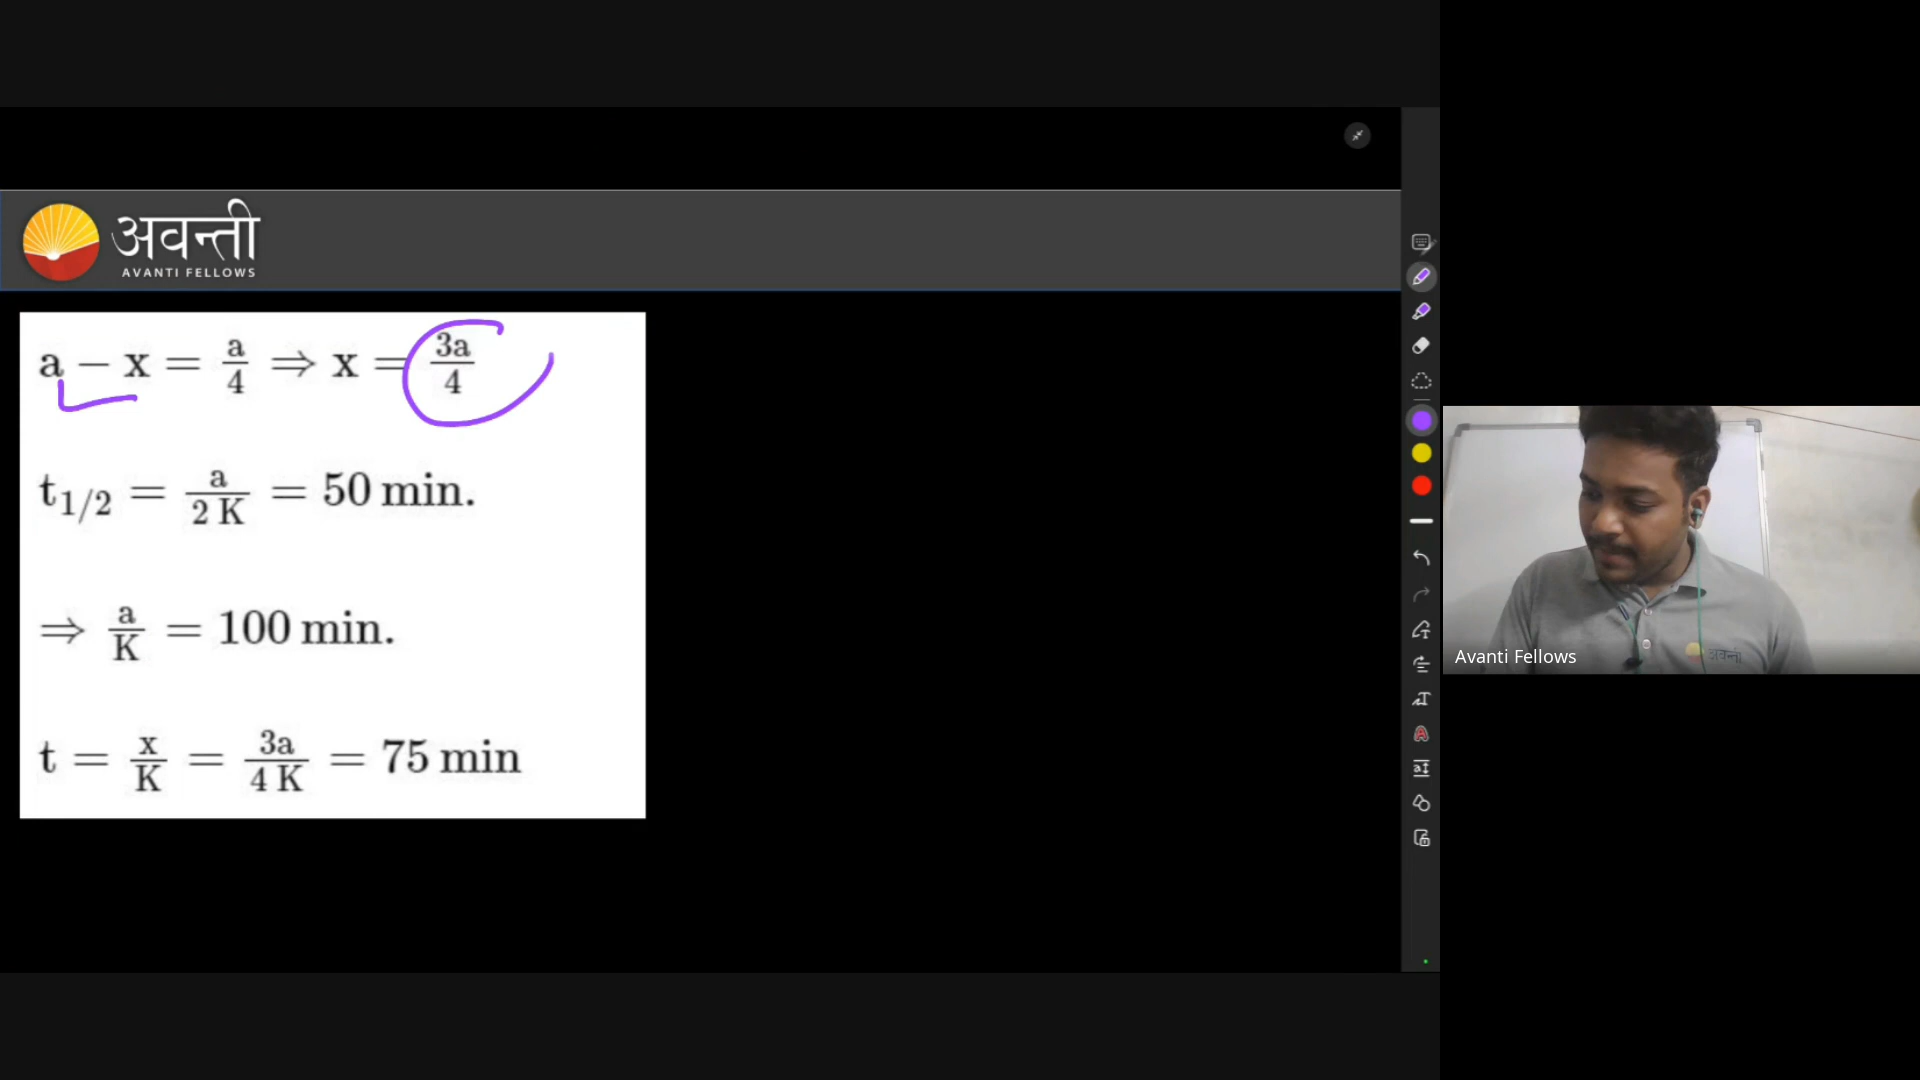 अवन्ती
AVANTI FELLOWS
a − x = a/4 ⇒ x = 3a/4
t1/2 = a/2 K = 50 min.
⇒ a/K = 100 min.
t = x/K = 3a/4 K = 75 min
अवन्ती
Avanti Fellows